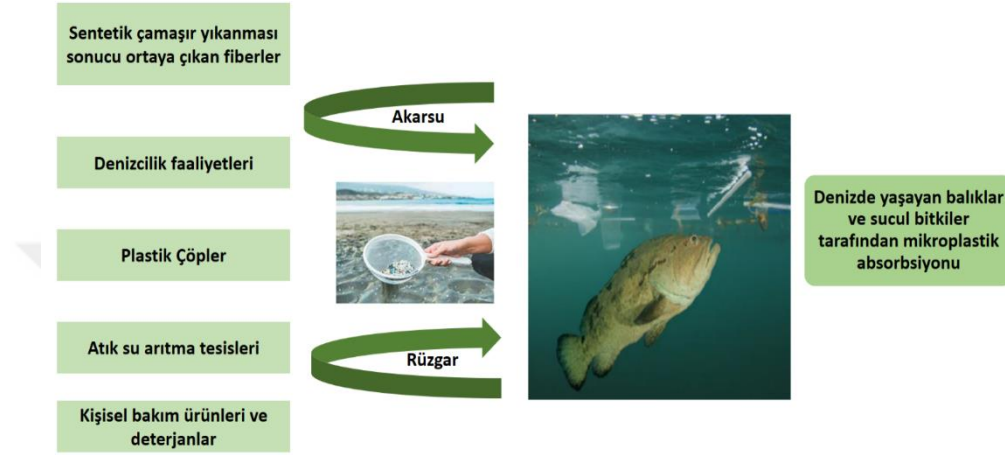 Sentetik çamaşır yıkanması
sonucu ortaya çıkan fiberler
Denizcilik faaliyetleri
Plastik Çöpler
Atık su arıtma tesisleri
Kişisel bakım ürünleri ve
deterjanlar
Akarsu
Rüzgar
Denizde yaşayan balıklar
ve sucul bitkiler
tarafından mikroplastik
absorbsiyonu